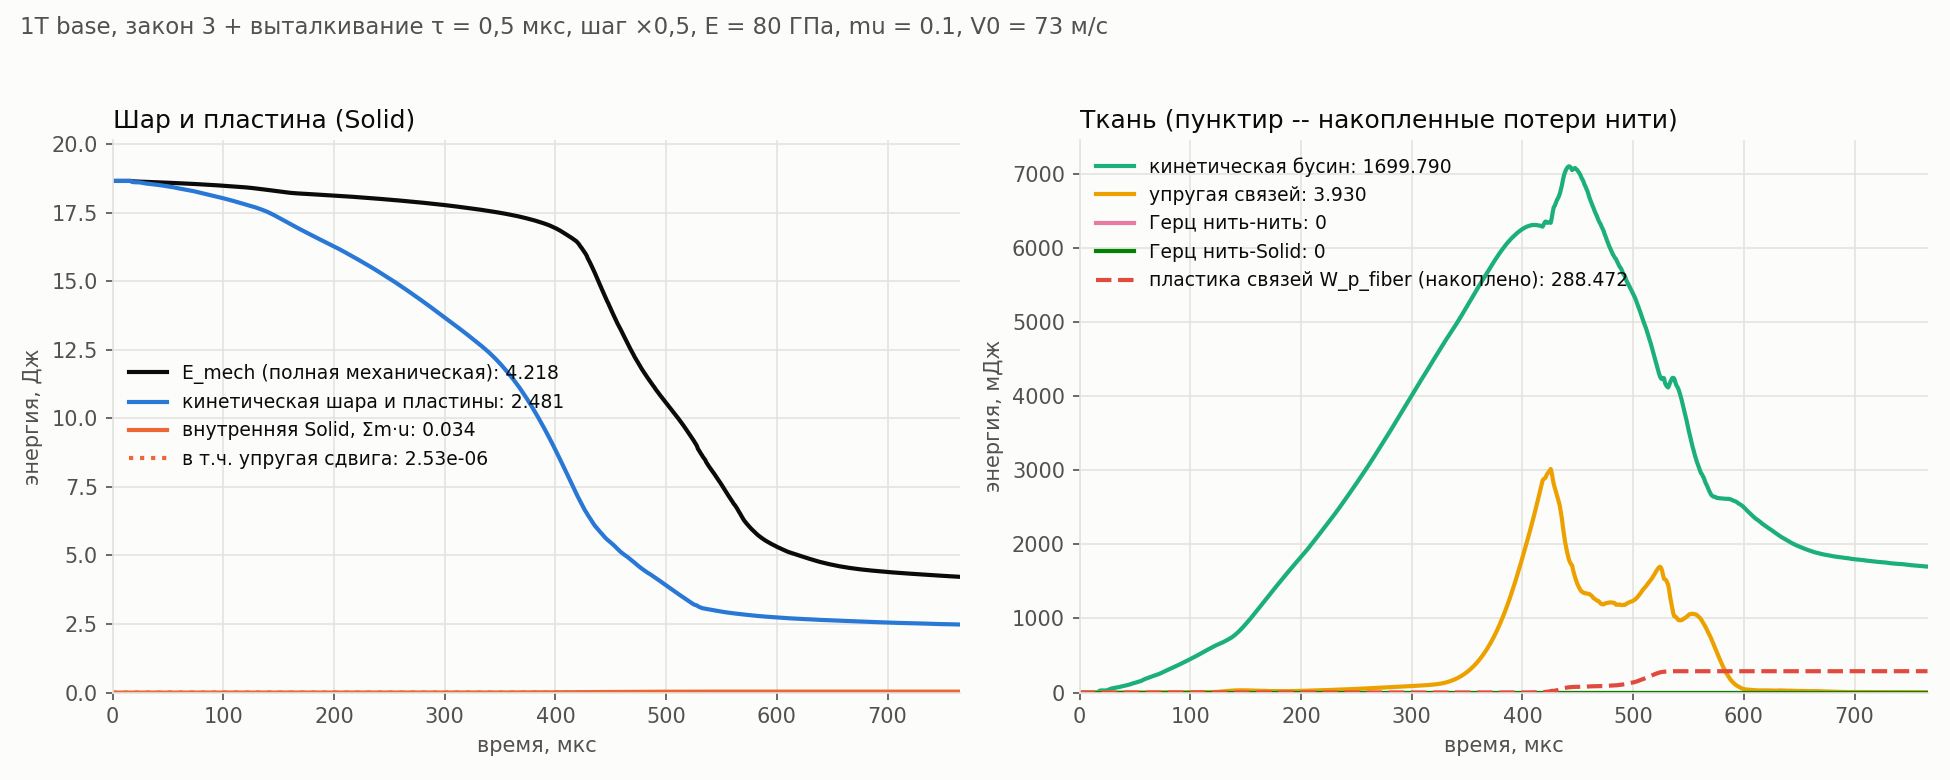 1T base, закон 3 + выталкивание τ = 0,5 мкс, шаг ×0,5, E = 80 ГПа, mu = 0.1, V0 = 73 м/с
Шар и пластина (Solid)
20.0
17.5
15.0
12.5
10.0
7.5
5.0
2.5
0.0
энергия, Дж
E_mech (полная механическая): 4.218
кинетическая шара и пластины: 2.481
внутренняя Solid, Σm·u: 0.034
в т.ч. упругая сдвига: 2.53e-06
0 100 200 300 400 500 600 700
время, мкс
Ткань (пунктир -- накопленные потери нити)
7000
6000
5000
4000
3000
2000
1000
0
энергия, мДж
кинетическая бусин: 1699.790
упругая связей: 3.930
Герц нить-нить: 0
Герц нить-Solid: 0
пластика связей W_p_fiber (накоплено): 288.472
0 100 200 300 400 500 600 700
время, мкс